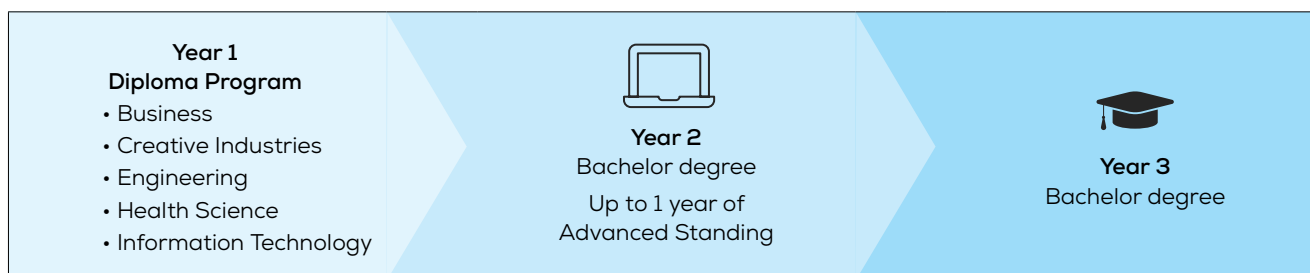 Year 1
Diploma Program
• Business
• Creative Industries
• Engineering
• Health Science
• Information Technology
Year 2
Bachelor degree
Up to 1 year of
Advanced Standing
Year 3
Bachelor degree